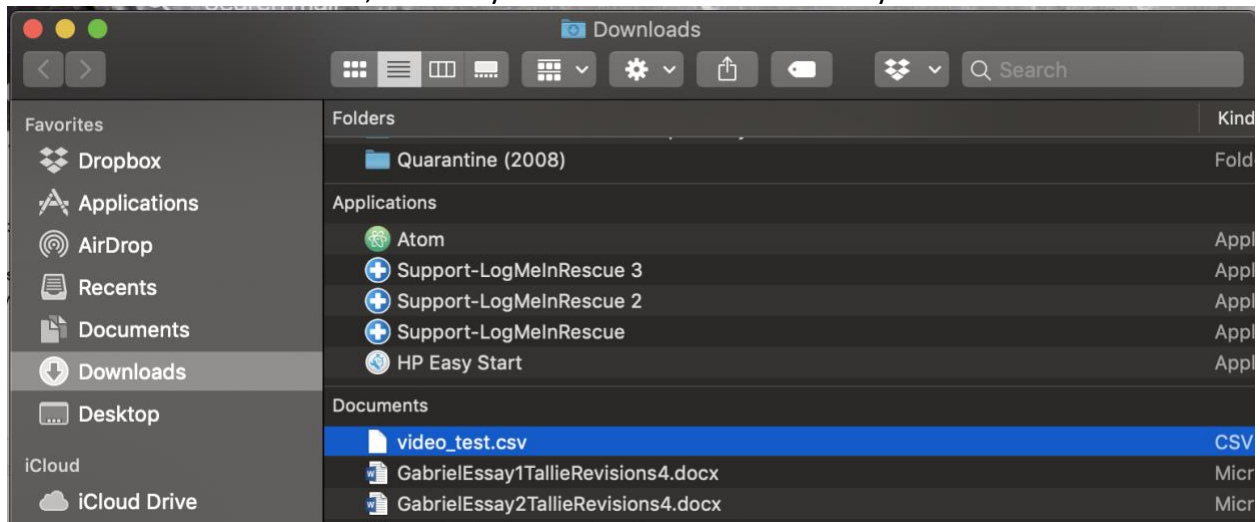 Downloads
Search
Favorites
Dropbox
Applications
AirDrop
Recents
Documents
Downloads
Desktop
iCloud
iCloud Drive
Folders Kind
Quarantine (2008) Fold
Applications
Atom Appl
Support-LogMeInRescue 3 Appl
Support-LogMeInRescue 2 Appl
Support-LogMeInRescue Appl
HP Easy Start Appl
Documents
video_test.csv CSV
GabrielEssay1TallieRevisions4.docx Micr
GabrielEssay2TallieRevisions4.docx Micr